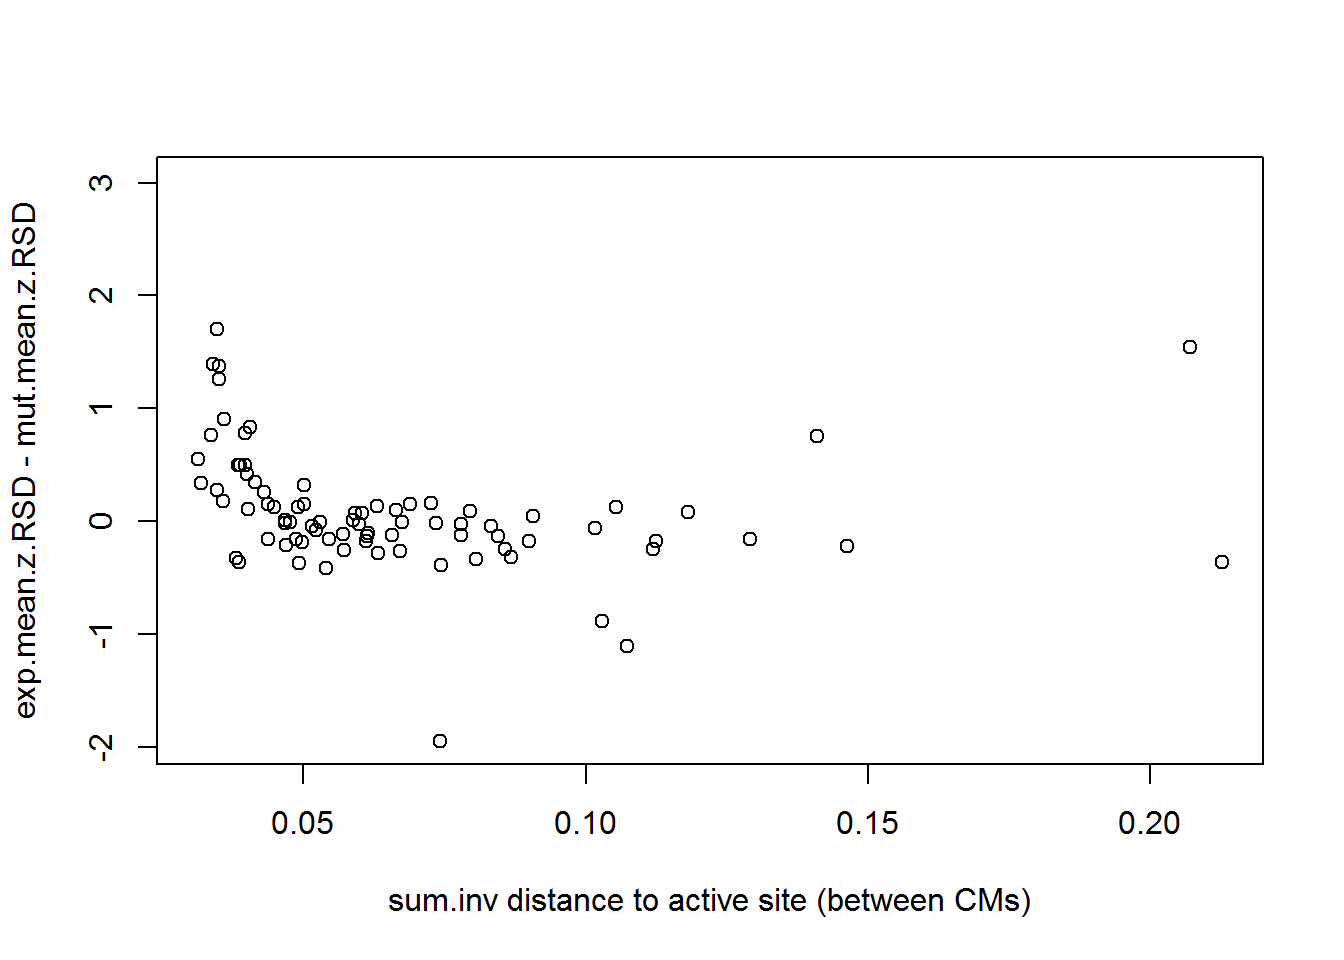 exp.mean.z.RSD - mut.mean.z.RSD
3
2
1
0
-1
-2
0.05 0.10 0.15 0.20
sum.inv distance to active site (between CMs)